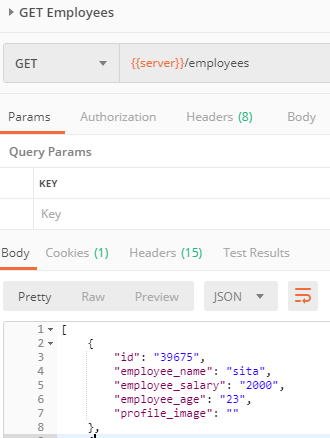 GET Employees
GET {{server}}/employees
Params Authorization Headers (8) Body
Query Params
KEY
Key
Body Cookies (1) Headers (15) Test Results
Pretty Raw Preview JSON
1 [
2 {
3 "id": "39675",
4 "employee_name": "sita",
5 "employee_salary": "2000",
6 "employee_age": "23",
7 "profile_image": ""
8 },